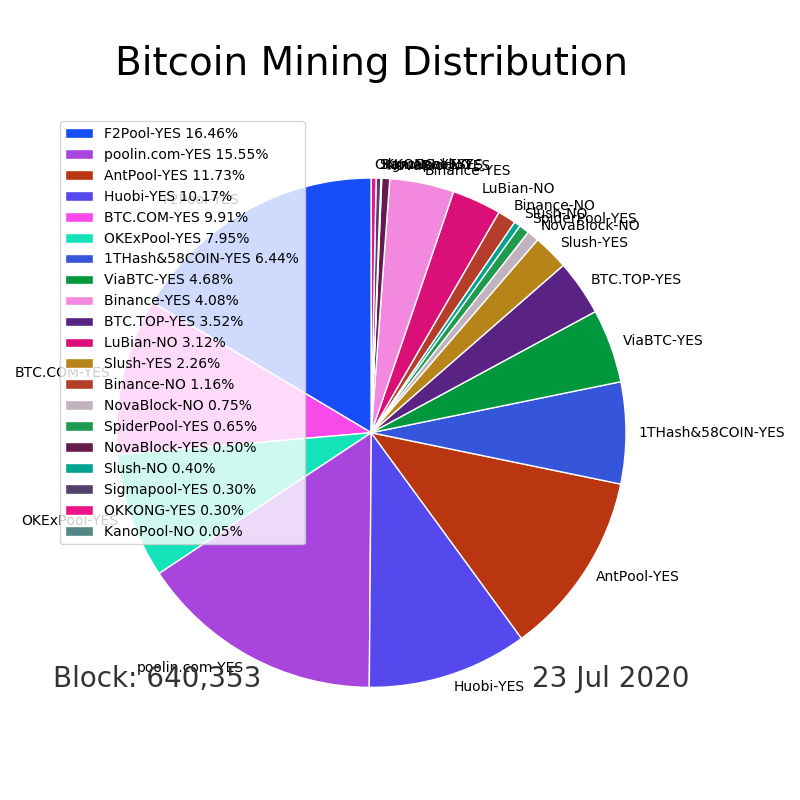 Bitcoin Mining Distribution
F2Pool-YES 16.46%
poolin.com-YES 15.55%
AntPool-YES 11.73%
Huobi-YES 10.17%
BTC.COM-YES 9.91%
OKExPool-YES 7.95%
1THash&58COIN-YES 6.44%
ViaBTC-YES 4.68%
Binance-YES 4.08%
BTC.TOP-YES 3.52%
LuBian-NO 3.12%
Slush-YES 2.26%
Binance-NO 1.16%
NovaBlock-NO 0.75%
SpiderPool-YES 0.65%
NovaBlock-YES 0.50%
Slush-NO 0.40%
Sigmapool-YES 0.30%
OKKONG-YES 0.30%
KanoPool-NO 0.05%
Binance-YES
LuBian-NO
Binance-NO
Slush-NO
SpiderPool-YES
NovaBlock-NO
Slush-YES
BTC.TOP-YES
ViaBTC-YES
1THash&58COIN-YES
AntPool-YES
Huobi-YES
poolin.com-YES
OKExPool-YES
BTC.COM-YES
F2Pool-YES
Block: 640,353
23 Jul 2020